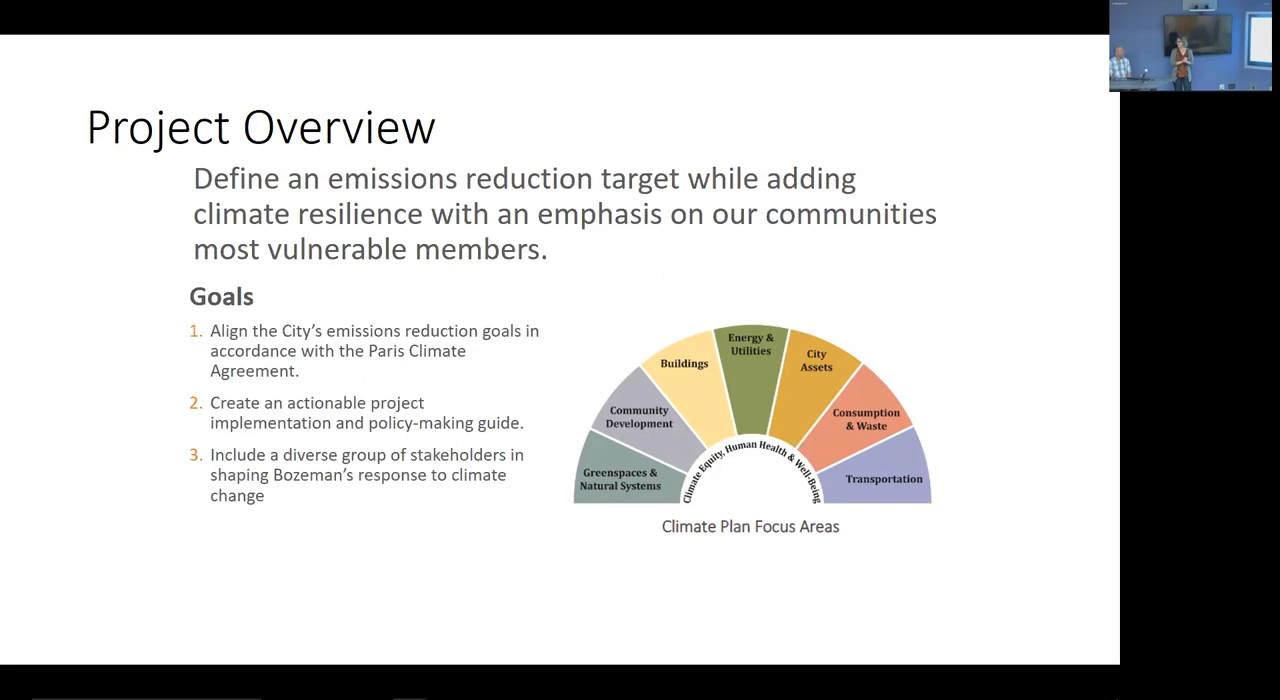 Project Overview
Define an emissions reduction target while adding
climate resilience with an emphasis on our communities
most vulnerable members.
Goals
1. Align the City’s emissions reduction goals in
accordance with the Paris Climate
Agreement.
2. Create an actionable project
implementation and policy-making guide.
3. Include a diverse group of stakeholders in
shaping Bozeman’s response to climate
change
Greenspaces &
Natural Systems
Community
Development
Buildings
Energy &
Utilities
City
Assets
Consumption
& Waste
Transportation
Climate Equity, Human Health & Well-Being
Climate Plan Focus Areas